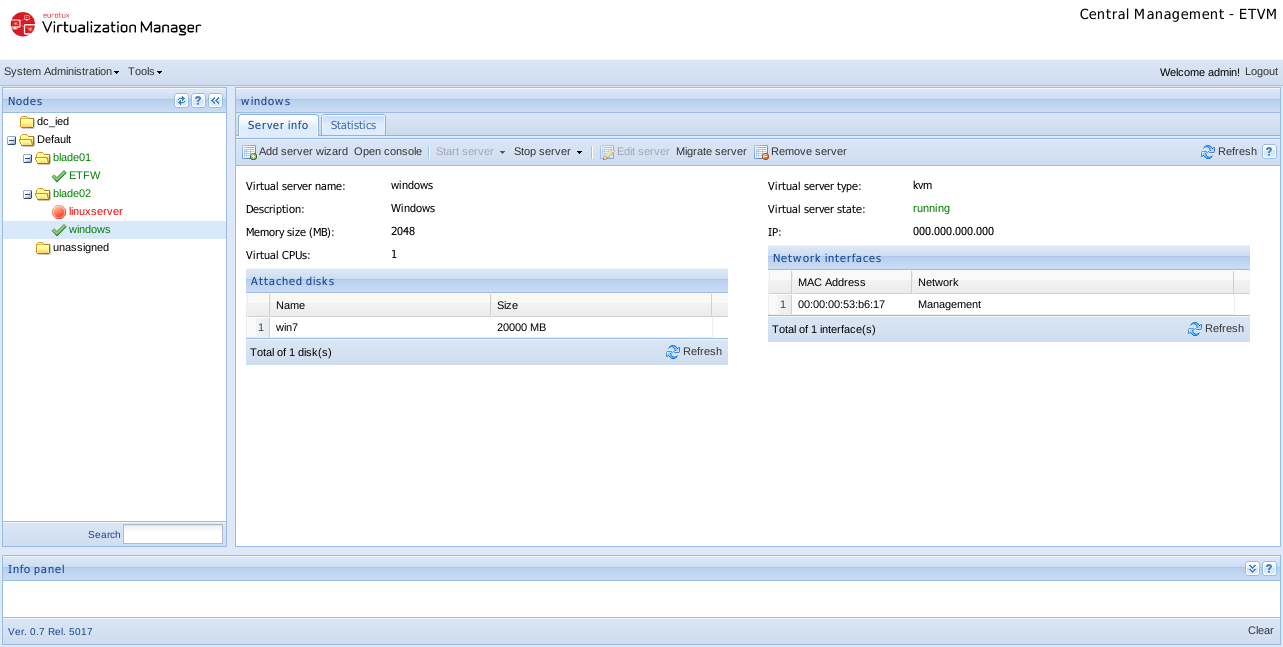 eurotux
Virtualization Manager
Central Management - ETVM
System Administration Tools
Welcome admin! Logout
Nodes
dc_ied
Default
blade01
ETFW
blade02
linuxserver
windows
unassigned
Search
windows
Server info Statistics
Add server wizard Open console Start server Stop server Edit server Migrate server Remove server Refresh ?
Virtual server name: windows
Description: Windows
Memory size (MB): 2048
Virtual CPUs: 1
Attached disks
Name Size
1 win7 20000 MB
Total of 1 disk(s) Refresh
Virtual server type: kvm
Virtual server state: running
IP: 000.000.000.000
Network interfaces
MAC Address Network
1 00:00:00:53:b6:17 Management
Total of 1 interface(s) Refresh
Info panel
Ver. 0.7 Rel. 5017
Clear